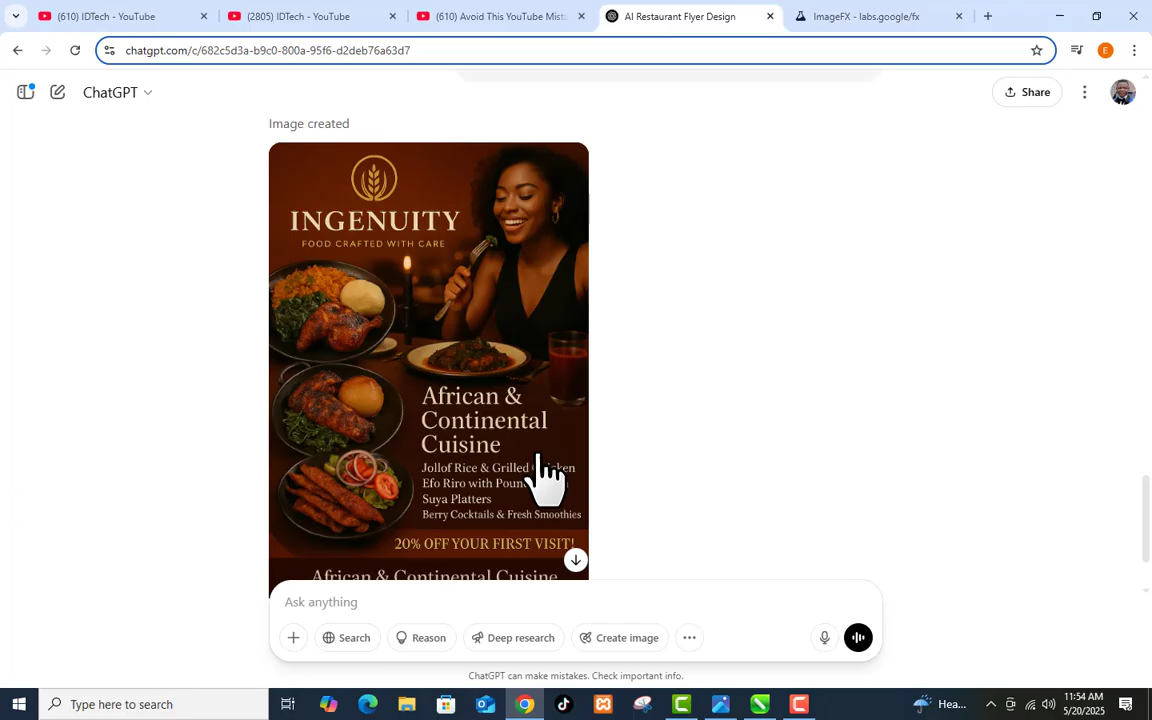 (610) IDTech - YouTube
(2805) IDTech - YouTube
(610) Avoid This YouTube Mist
AI Restaurant Flyer Design
ImageFX - labs.google/fx
chatgpt.com/c/682c5d3a-b9c0-800a-95f6-d2deb76a63d7
E
ChatGPT
Share
Image created
INGENUITY
FOOD CRAFTED WITH CARE
African &
Continental
Cuisine
Jollof Rice & Grilled
Efo Riro with
Suya Platters
Berry Cocktails & Fresh Smoothies
20% OFF YOUR FIRST VISIT!
African & Continental Cuisine
Ask anything
Search
Reason
Deep research
Create image
ChatGPT can make mistakes. Check important info.
Type here to search
Hea...
11:54 AM
5/20/2025